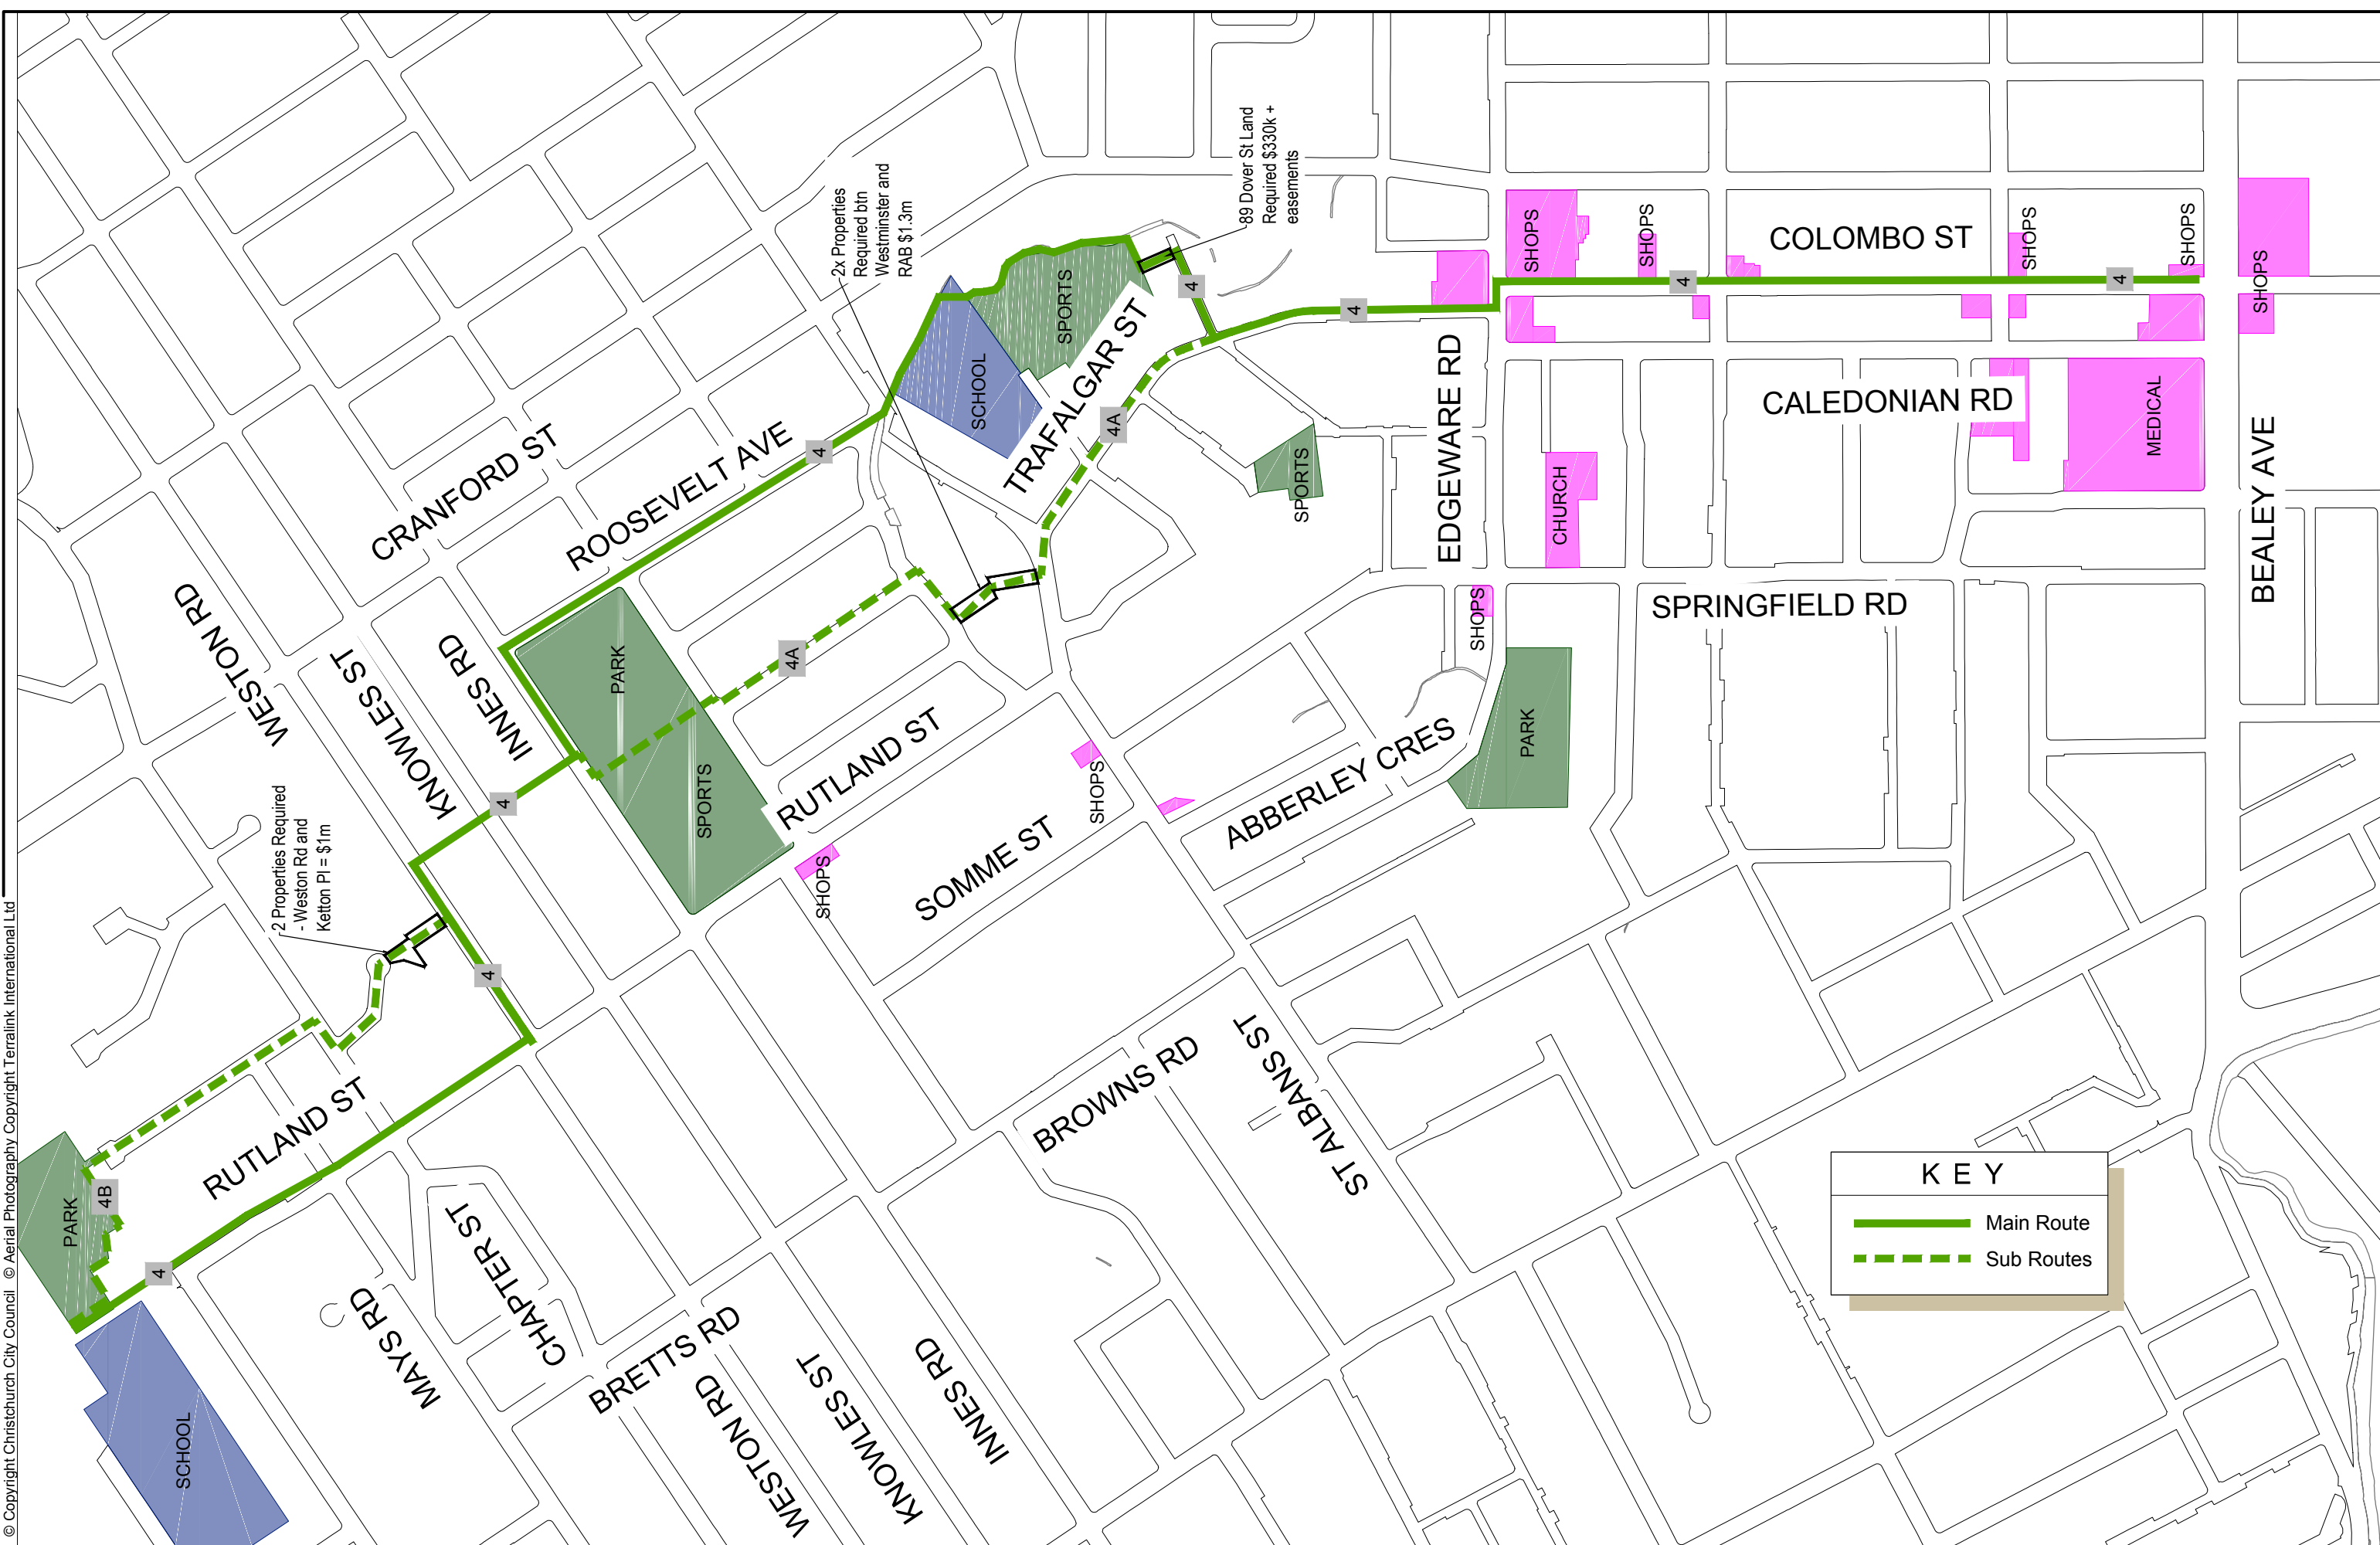 © Copyright Christchurch City Council © Aerial Photography Copyright Terralink International Ltd
2x Properties
Required btn
Westminster and
RAB $1.3m
89 Dover St Land
Required $330k +
easements
SHOPS
SHOPS
COLOMBO ST
SHOPS
SHOPS
SHOPS
4
4
4
4
SPORTS
SCHOOL
TRAFALGAR ST
4A
EDGEWARE RD
CALEDONIAN RD
MEDICAL
BEALEY AVE
CRANFORD ST
ROOSEVELT AVE
4
SPORTS
CHURCH
WESTON RD
KNOWLES ST
INNES RD
PARK
4A
SHOPS
SPRINGFIELD RD
2 Properties Required
- Weston Rd and
Ketton Pl = $1m
4
SPORTS
RUTLAND ST
SHOPS
SHOPS
SOMME ST
ABBERLEY CRES
PARK
4
RUTLAND ST
BROWNS RD
ST ALBANS ST
PARK
4B
4
CHAPTER ST
MAYS RD
BRETTS RD
WESTON RD
KNOWLES ST
INNES RD
SCHOOL
KEY
Main Route
Sub Routes